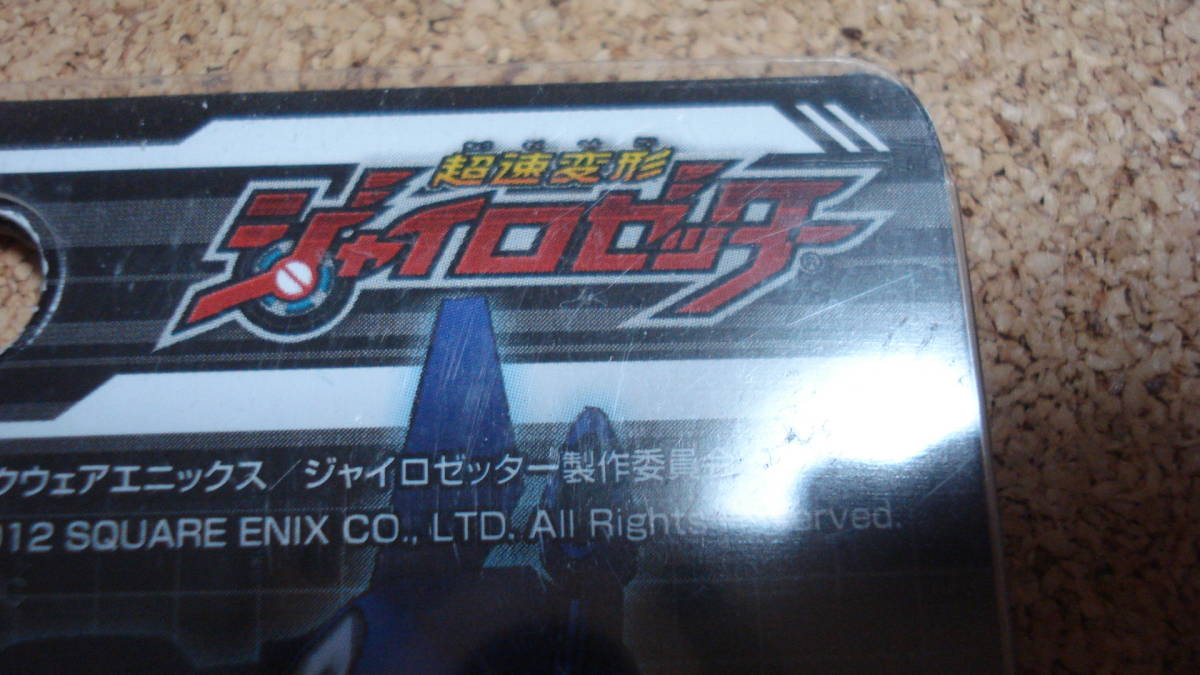 超速変形
ジャイロゼッター®
クウェアエニックス/ジャイロゼッター製作委員会
012 SQUARE ENIX CO., LTD. All Rights